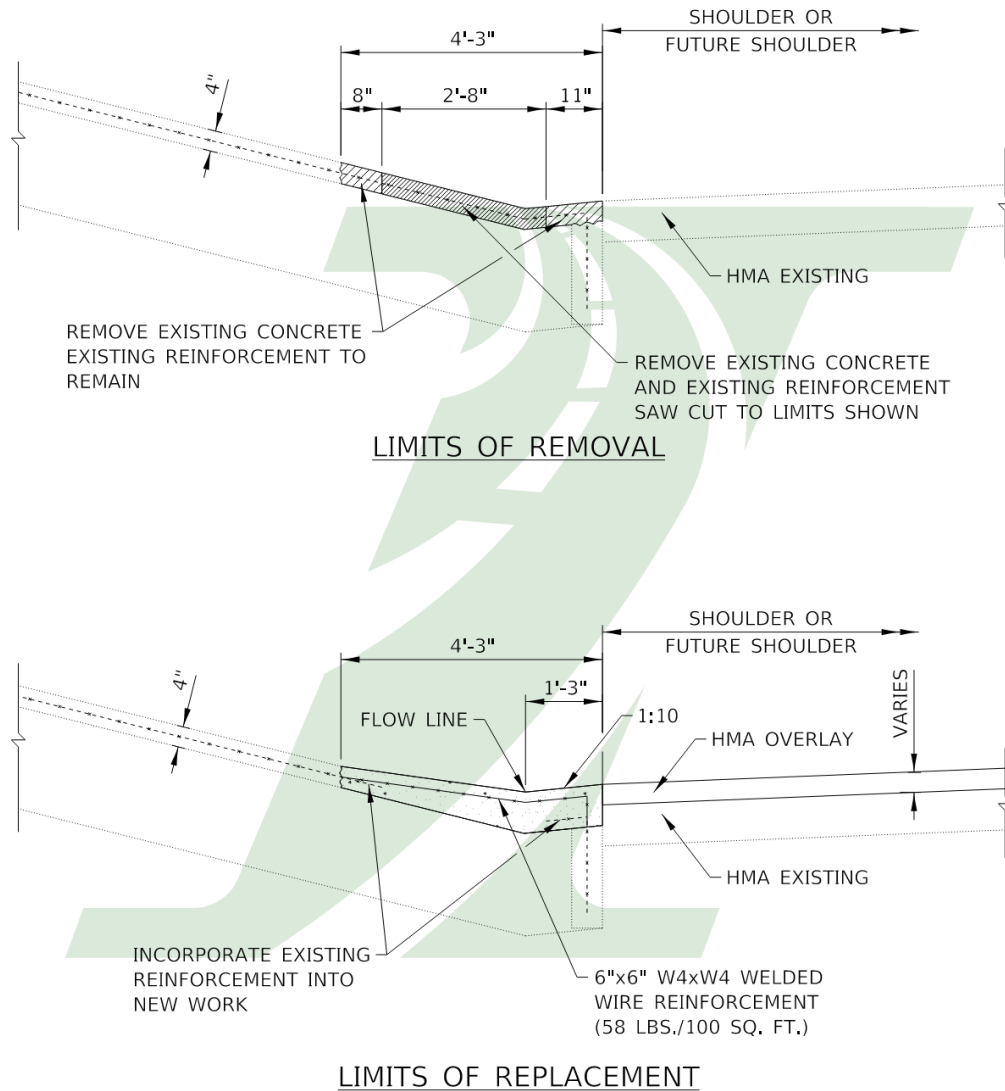 SHOULDER OR
FUTURE SHOULDER
4'-3"
8"
2'-8"
11"
4"
HMA EXISTING
REMOVE EXISTING CONCRETE
EXISTING REINFORCEMENT TO
REMAIN
REMOVE EXISTING CONCRETE
AND EXISTING REINFORCEMENT
SAW CUT TO LIMITS SHOWN
LIMITS OF REMOVAL
SHOULDER OR
FUTURE SHOULDER
4'-3"
1'-3"
4"
FLOW LINE
1:10
VARIES
HMA OVERLAY
HMA EXISTING
INCORPORATE EXISTING
REINFORCEMENT INTO
NEW WORK
6"x6" W4xW4 WELDED
WIRE REINFORCEMENT
(58 LBS./100 SQ. FT.)
LIMITS OF REPLACEMENT